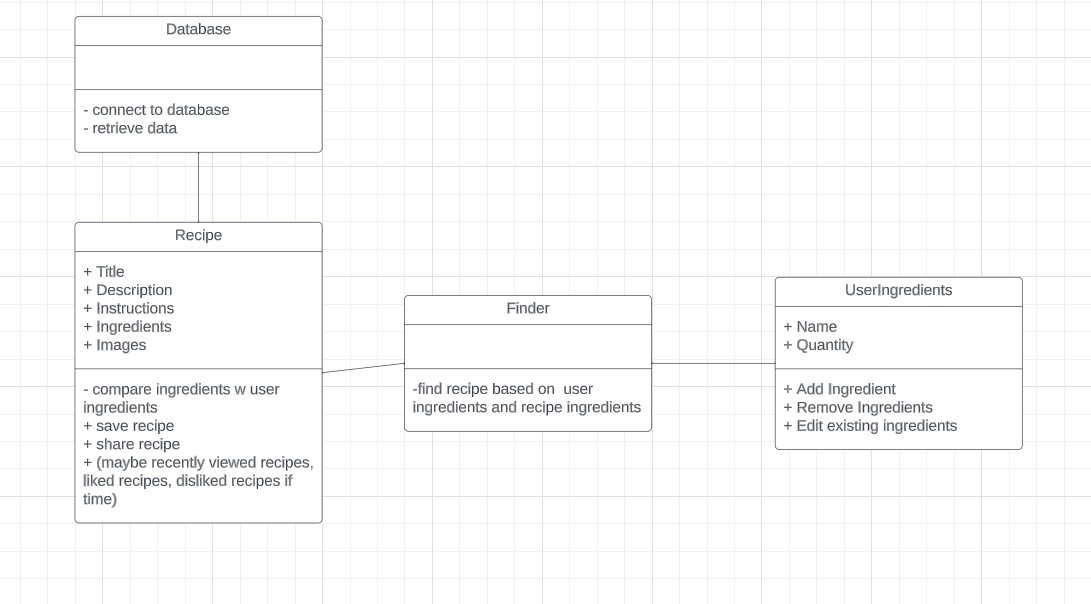 Database
- connect to database
- retrieve data
Recipe
+ Title
+ Description
+ Instructions
+ Ingredients
+ Images
- compare ingredients w user
ingredients
+ save recipe
+ share recipe
+ (maybe recently viewed recipes,
liked recipes, disliked recipes if
time)
Finder
-find recipe based on  user
ingredients and recipe ingredients
UserIngredients
+ Name
+ Quantity
+ Add Ingredient
+ Remove Ingredients
+ Edit existing ingredients